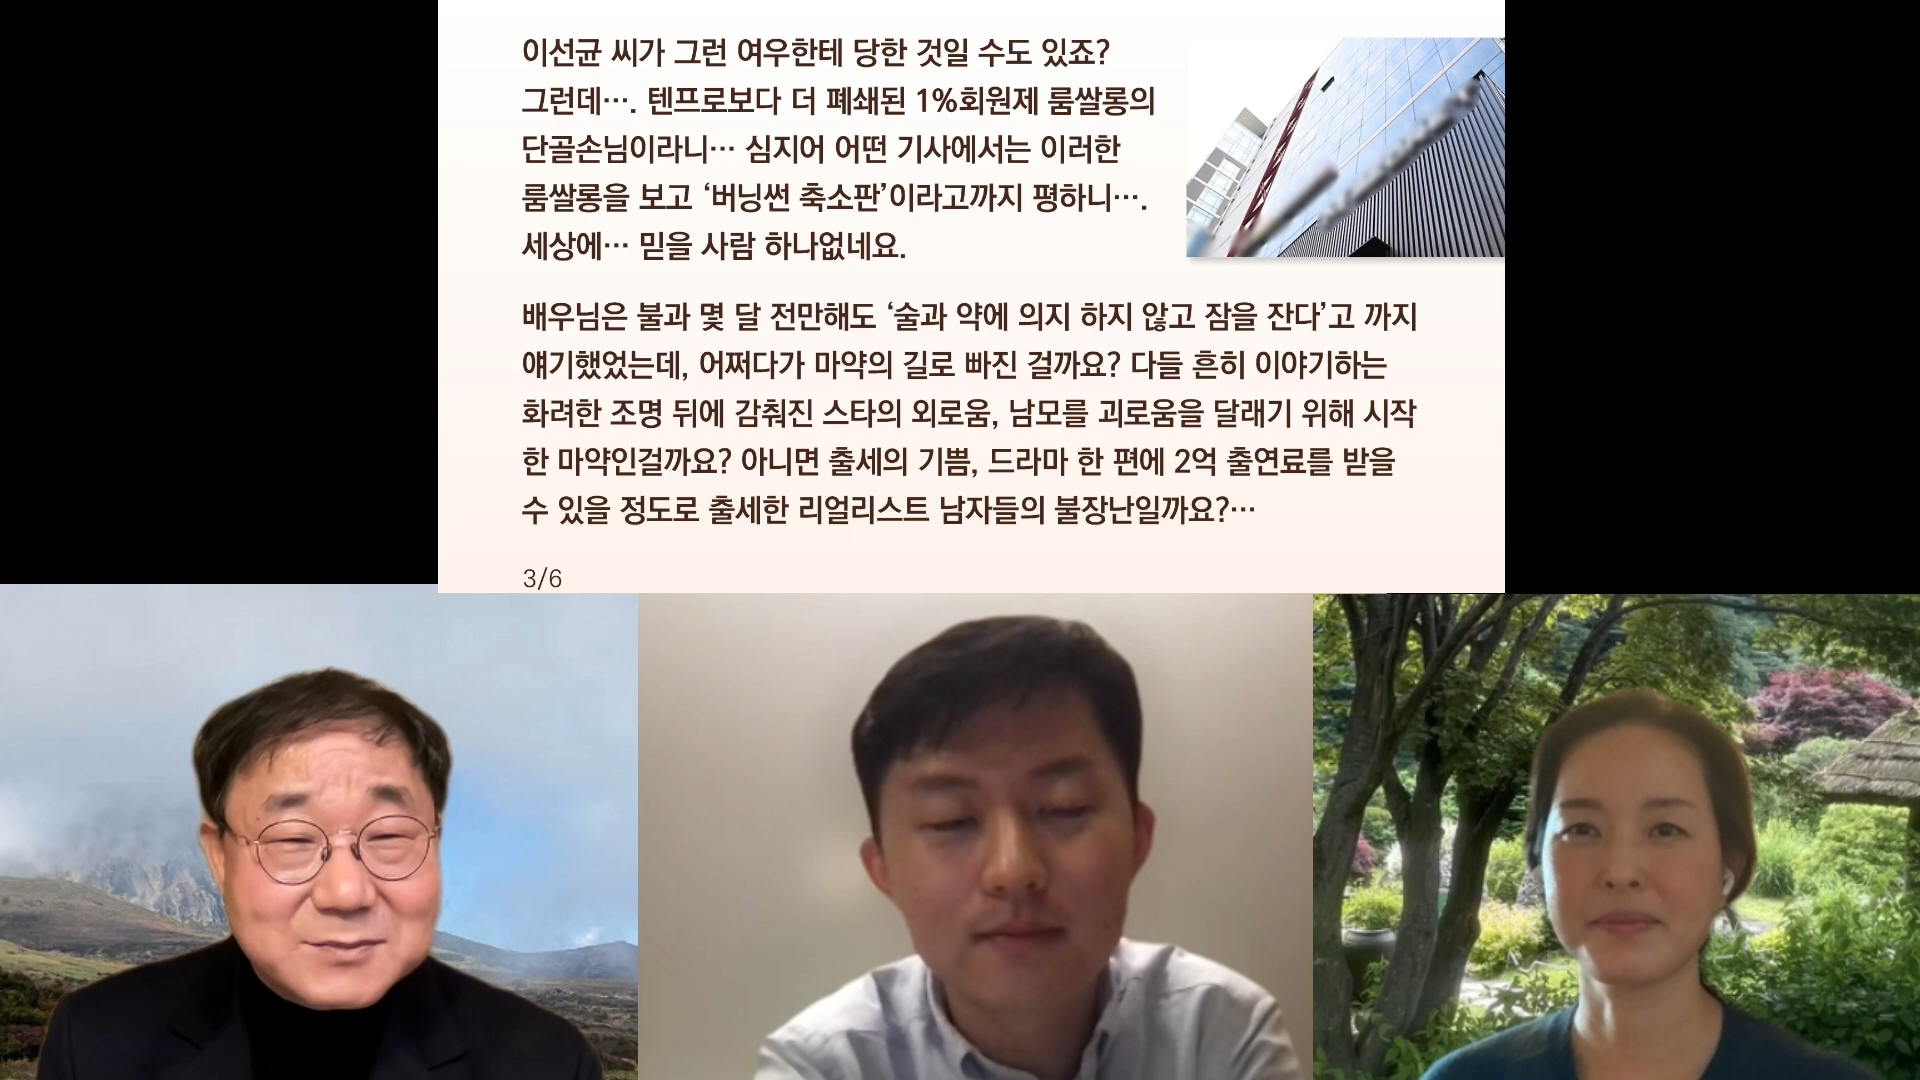 이선균 씨가 그런 여우한테 당한 것일 수도 있죠?
그런데…. 텐프로보다 더 폐쇄된 1%회원제 룸쌀롱의
단골손님이라니… 심지어 어떤 기사에서는 이러한
룸쌀롱을 보고 ‘버닝썬 축소판’이라고까지 평하니….
세상에… 믿을 사람 하나없네요.
배우님은 불과 몇 달 전만해도 ‘술과 약에 의지 하지 않고 잠을 잔다’고 까지
얘기했었는데, 어쩌다가 마약의 길로 빠진 걸까요? 다들 흔히 이야기하는
화려한 조명 뒤에 감춰진 스타의 외로움, 남모를 괴로움을 달래기 위해 시작
한 마약인걸까요? 아니면 출세의 기쁨, 드라마 한 편에 2억 출연료를 받을
수 있을 정도로 출세한 리얼리스트 남자들의 불장난일까요?…
3/6